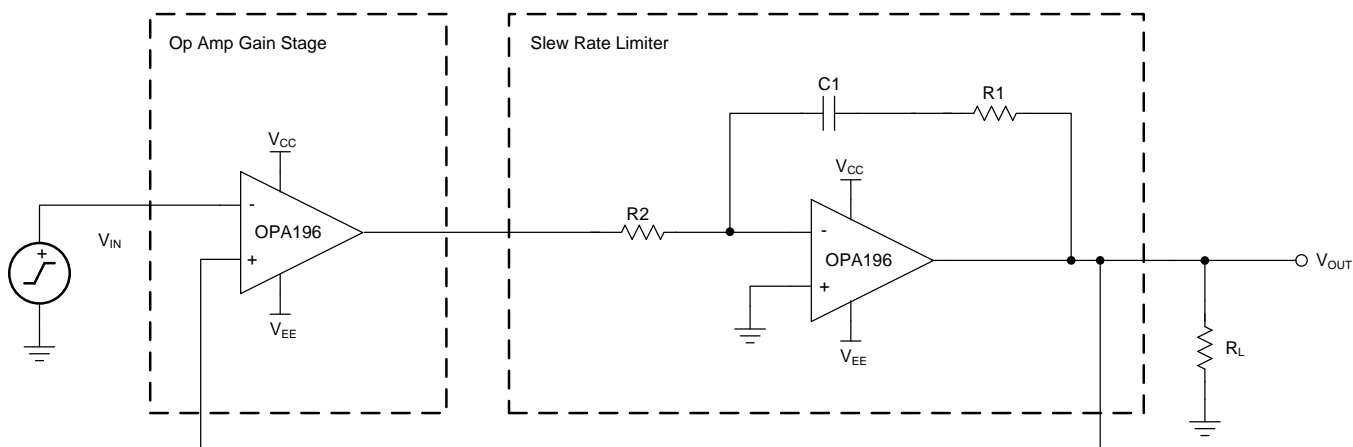 Op Amp Gain Stage
Slew Rate Limiter
C1
R1
VCC
VCC
R2
-
+
VIN
OPA196
+
-
OPA196
+
VOUT
VEE
VEE
RL